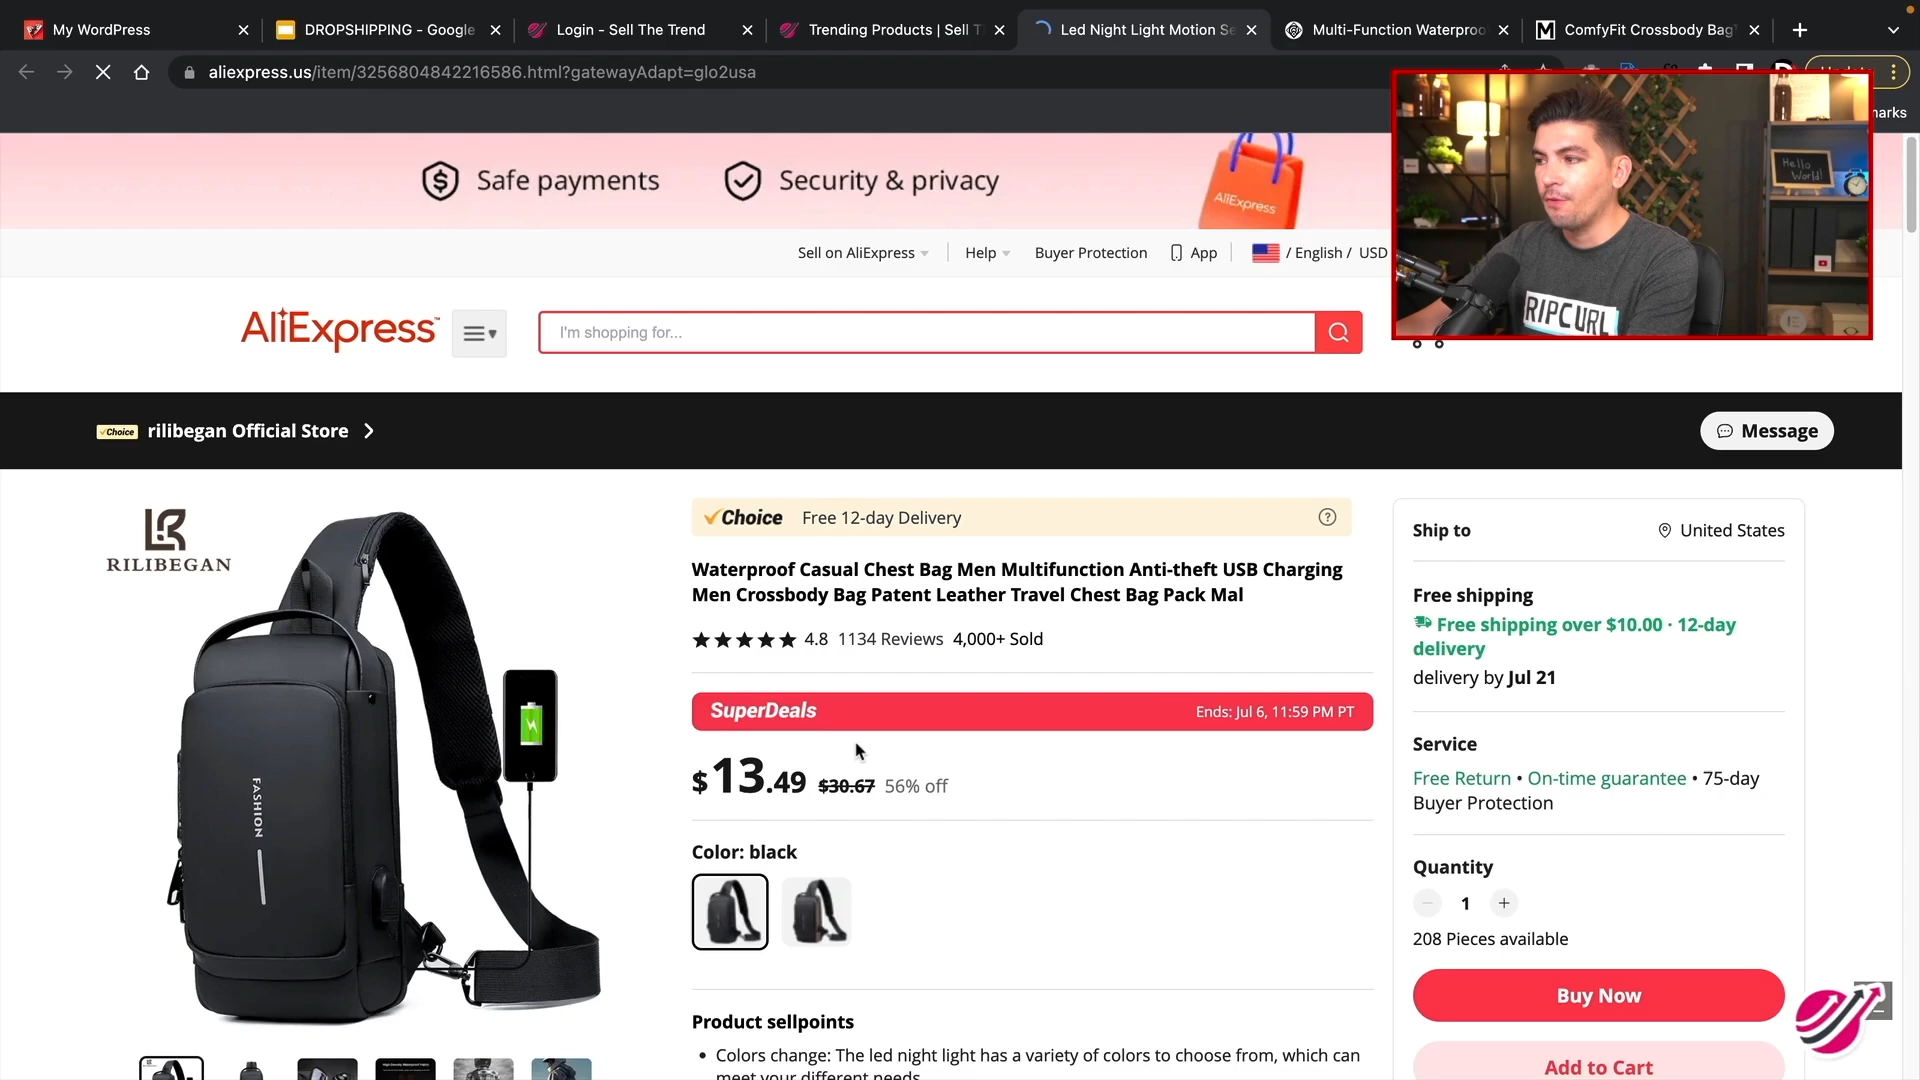 My WordPress
DROPSHIPPING - Google
Login - Sell The Trend
Trending Products | Sell T
Led Night Light Motion Se
Multi-Function Waterproo
ComfyFit Crossbody Bag
aliexpress.us/item/3256804842216586.html?gatewayAdapt=glo2usa
Safe payments
Security & privacy
AliExpress
Hello
World!
RIPCURL
Sell on AliExpress
Help
Buyer Protection
App
/ English / USD
AliExpress
I'm shopping for...
Choice
rilibegan Official Store
Message
RILIBEGAN
FASHION
Choice Free 12-day Delivery
Waterproof Casual Chest Bag Men Multifunction Anti-theft USB Charging
Men Crossbody Bag Patent Leather Travel Chest Bag Pack Mal
4.8 1134 Reviews 4,000+ Sold
SuperDeals
Ends: Jul 6, 11:59 PM PT
$13.49 $30.67 56% off
Color: black
Product sellpoints
• Colors change: The led night light has a variety of colors to choose from, which can
meet your different needs
Ship to
United States
Free shipping
Free shipping over $10.00 · 12-day
delivery
delivery by Jul 21
Service
Free Return • On-time guarantee • 75-day
Buyer Protection
Quantity
1
208 Pieces available
Buy Now
Add to Cart